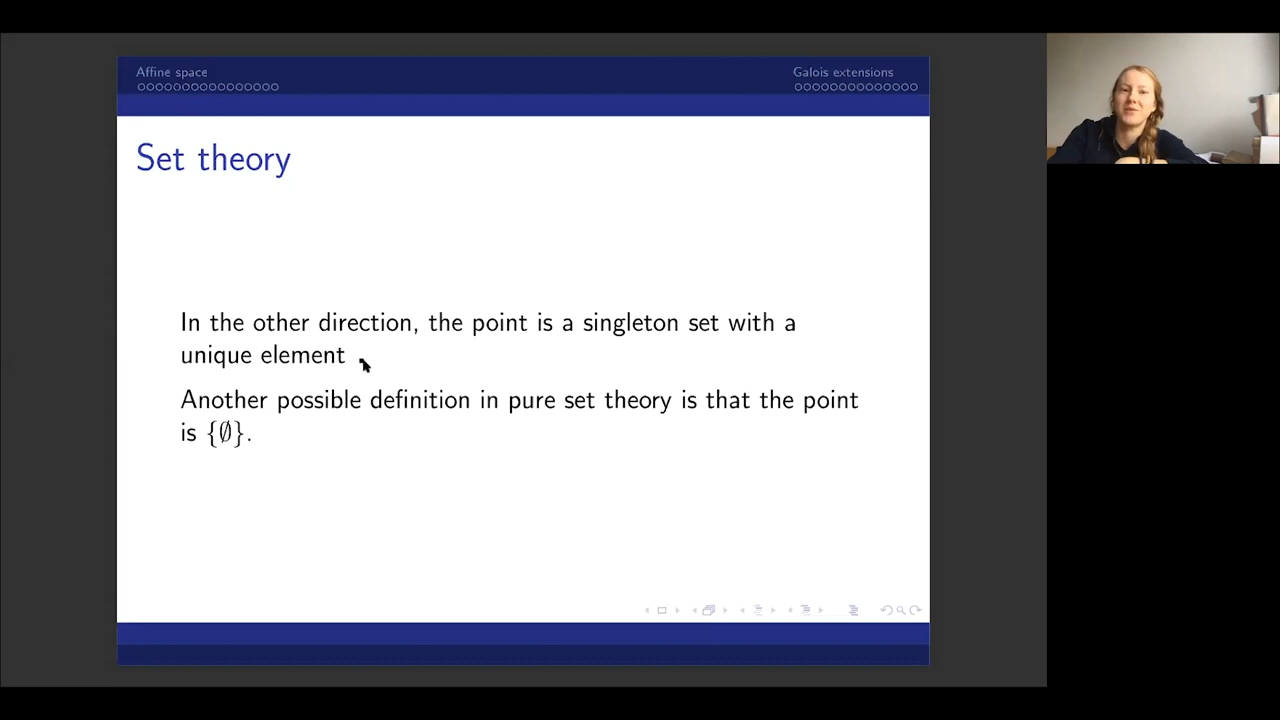 Affine space
Galois extensions
Set theory
In the other direction, the point is a singleton set with a
unique element
Another possible definition in pure set theory is that the point
is {∅}.